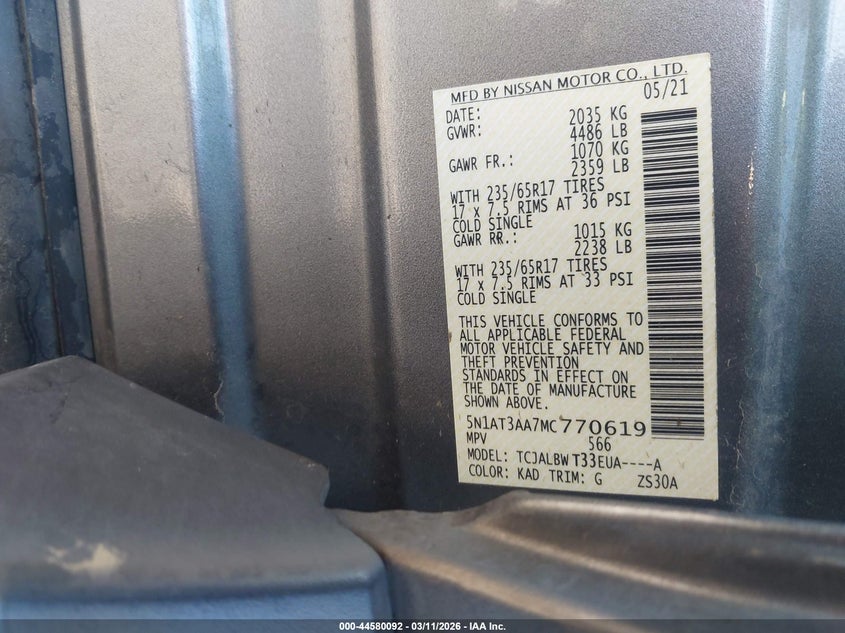 MFD BY NISSAN MOTOR CO., LTD.
DATE: 05/21
GVWR: 2035 KG
4486 LB
GAWR FR.: 1070 KG
2359 LB
WITH 235/65R17 TIRES
17 x 7.5 RIMS AT 36 PSI
COLD SINGLE
GAWR RR.: 1015 KG
2238 LB
WITH 235/65R17 TIRES
17 x 7.5 RIMS AT 33 PSI
COLD SINGLE
THIS VEHICLE CONFORMS TO
ALL APPLICABLE FEDERAL
MOTOR VEHICLE SAFETY AND
THEFT PREVENTION
STANDARDS IN EFFECT ON
THE DATE OF MANUFACTURE
SHOWN ABOVE.
5N1AT3AA7MC770619
MPV 566
MODEL: TCJALBW T33EUA----A
COLOR: KAD TRIM: G ZS30A
000-44580092 - 03/11/2026 - IAA Inc.